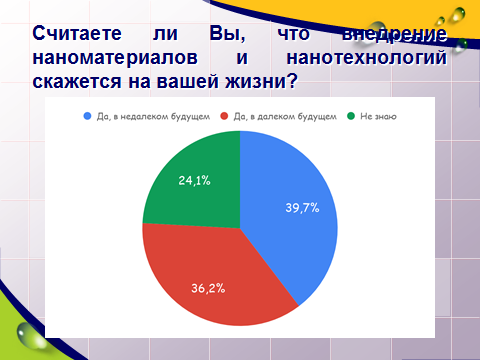 Считаете ли Вы, что внедрение
наноматериалов и нанотехнологий
скажется на вашей жизни?
Да, в недалеком будущем Да, в далеком будущем Не знаю
24,1%
39,7%
36,2%